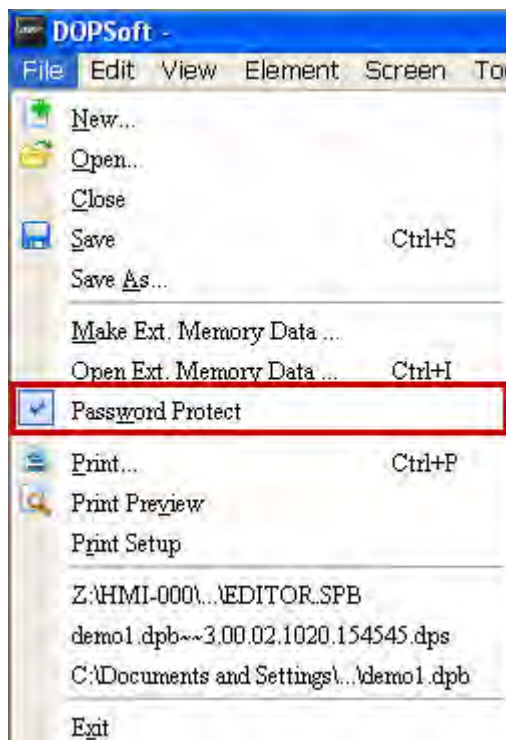 DOPSoft -
File Edit View Element Screen To
New...
Open...
Close
Save Ctrl+S
Save As...
Make Ext. Memory Data ...
Open Ext. Memory Data ... Ctrl+I
Password Protect
Print... Ctrl+P
Print Preview
Print Setup
Z:\HMI-000\...\EDITOR.SPB
demo1.dpb~~3.00.02.1020.154545.dps
C:\Documents and Settings\...\demo1.dpb
Exit